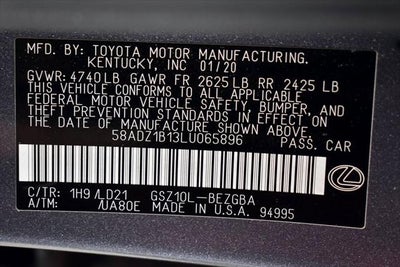 MFD. BY: TOYOTA MOTOR MANUFACTURING.
KENTUCKY, INC 01/20
GVWR: 4740LB GAWR FR 2625 LB RR 2425 LB
THIS VEHICLE CONFORMS TO ALL APPLICABLE
FEDERAL MOTOR VEHICLE SAFETY, BUMPER, AND
THEFT PREVENTION STANDARDS IN EFFECT ON
THE DATE OF MANUFACTURE SHOWN ABOVE.
58ADZ1B13LU065896 PASS. CAR
C/TR: 1H9 /LD21 GSZ10L-BEZGBA
A/TM: /UA80E MADE IN U.S.A. 94995